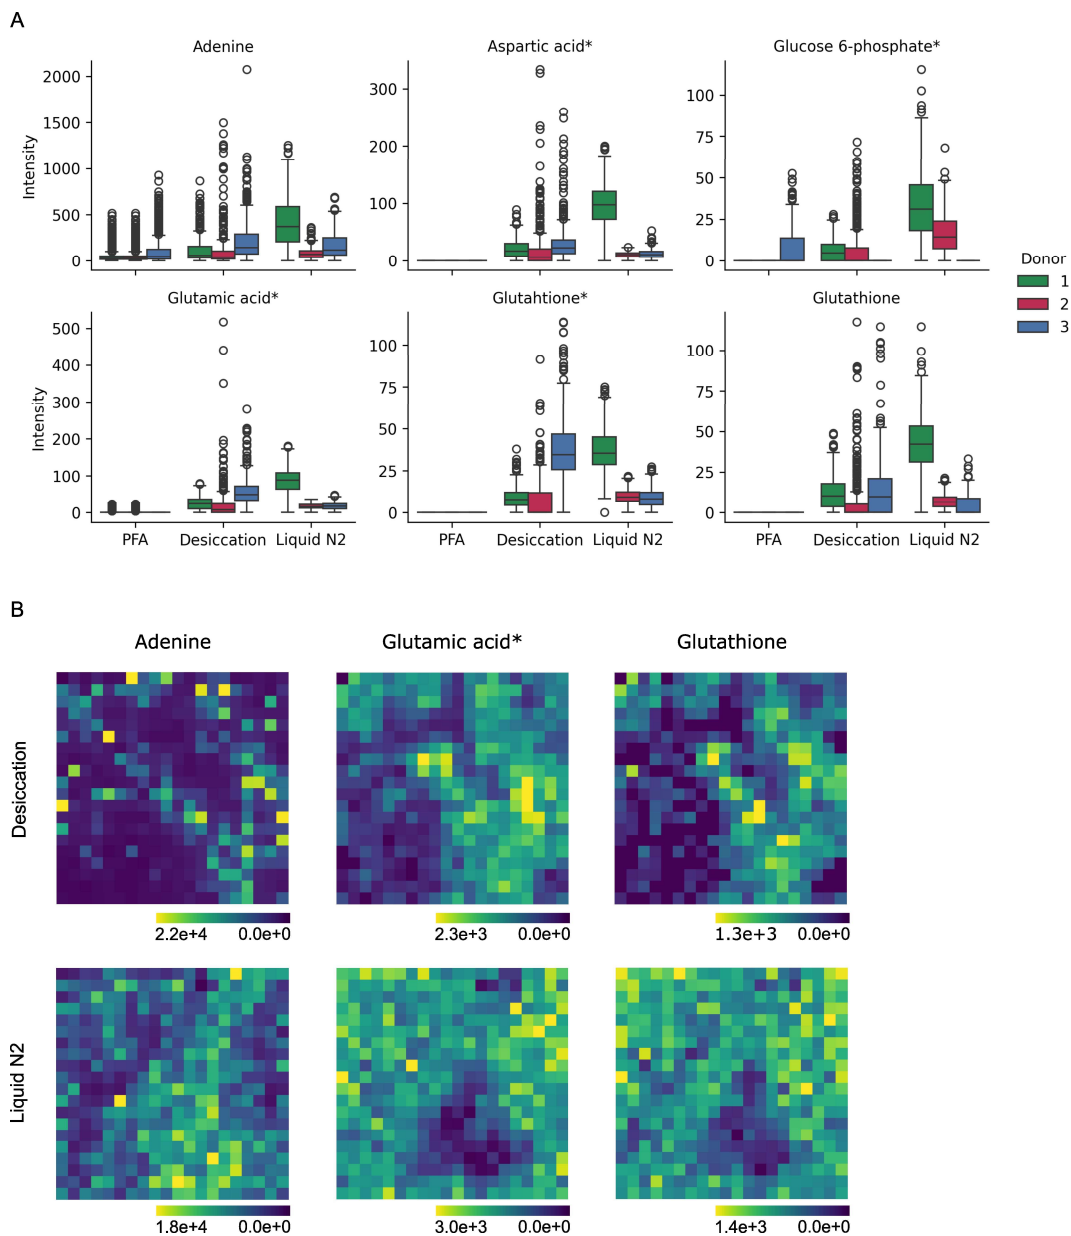 A
Adenine
Aspartic acid*
Glucose 6-phosphate*
Intensity
2000
1500
1000
500
0
300
200
100
0
100
75
50
25
0
Donor
1
2
3
Glutamic acid*
Glutahtione*
Glutathione
Intensity
500
400
300
200
100
0
100
75
50
25
0
100
75
50
25
0
PFA Desiccation Liquid N2
PFA Desiccation Liquid N2
PFA Desiccation Liquid N2
B
Adenine
Glutamic acid*
Glutathione
Desiccation
2.2e+4 0.0e+0
2.3e+3 0.0e+0
1.3e+3 0.0e+0
Liquid N2
1.8e+4 0.0e+0
3.0e+3 0.0e+0
1.4e+3 0.0e+0